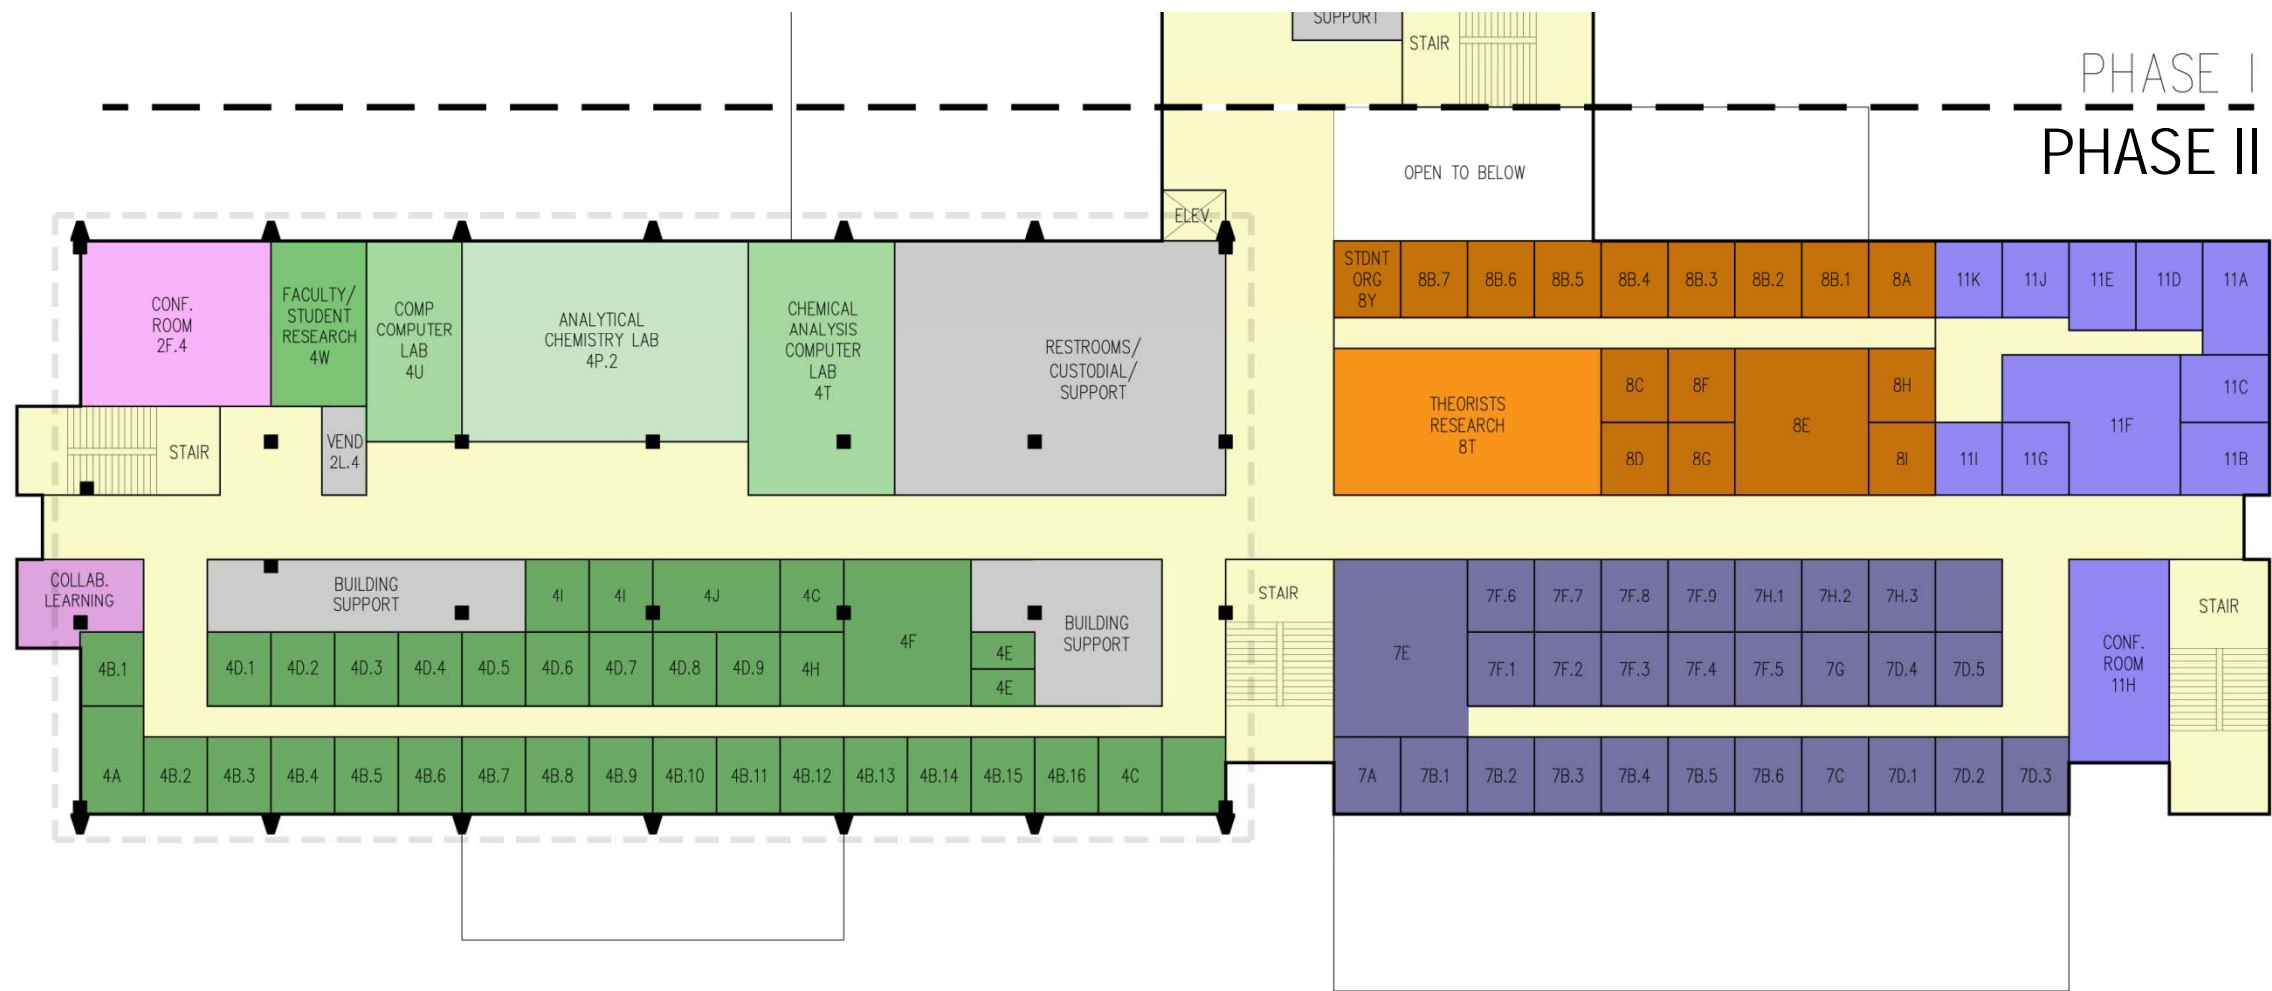 SUPPORT
STAIR
PHASE I
PHASE II
OPEN TO BELOW
ELEV.
CONF.
ROOM
2F.4
FACULTY/
STUDENT
RESEARCH
4W
COMP
COMPUTER
LAB
4U
ANALYTICAL
CHEMISTRY LAB
4P.2
CHEMICAL
ANALYSIS
COMPUTER
LAB
4T
RESTROOMS/
CUSTODIAL/
SUPPORT
STDNT
ORG
8Y
8B.7
8B.6
8B.5
8B.4
8B.3
8B.2
8B.1
8A
11K
11J
11E
11D
11A
THEORISTS
RESEARCH
8T
8C
8F
8E
8H
11F
11C
8D
8G
8I
11I
11G
11B
STAIR
VEND
2L.4
COLLAB.
LEARNING
BUILDING
SUPPORT
4I
4I
4J
4C
4F
BUILDING
SUPPORT
4B.1
4D.1
4D.2
4D.3
4D.4
4D.5
4D.6
4D.7
4D.8
4D.9
4H
4E
4E
4A
4B.2
4B.3
4B.4
4B.5
4B.6
4B.7
4B.8
4B.9
4B.10
4B.11
4B.12
4B.13
4B.14
4B.15
4B.16
4C
STAIR
7E
7F.6
7F.7
7F.8
7F.9
7H.1
7H.2
7H.3
7F.1
7F.2
7F.3
7F.4
7F.5
7G
7D.4
7D.5
7A
7B.1
7B.2
7B.3
7B.4
7B.5
7B.6
7C
7D.1
7D.2
7D.3
CONF.
ROOM
11H
STAIR